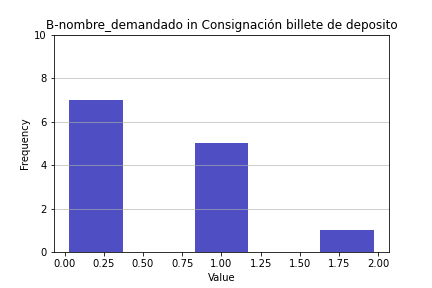 B-nombre_demandado in Consignación billete de deposito
10
8
6
4
2
0
Frequency
0.00 0.25 0.50 0.75 1.00 1.25 1.50 1.75 2.00
Value